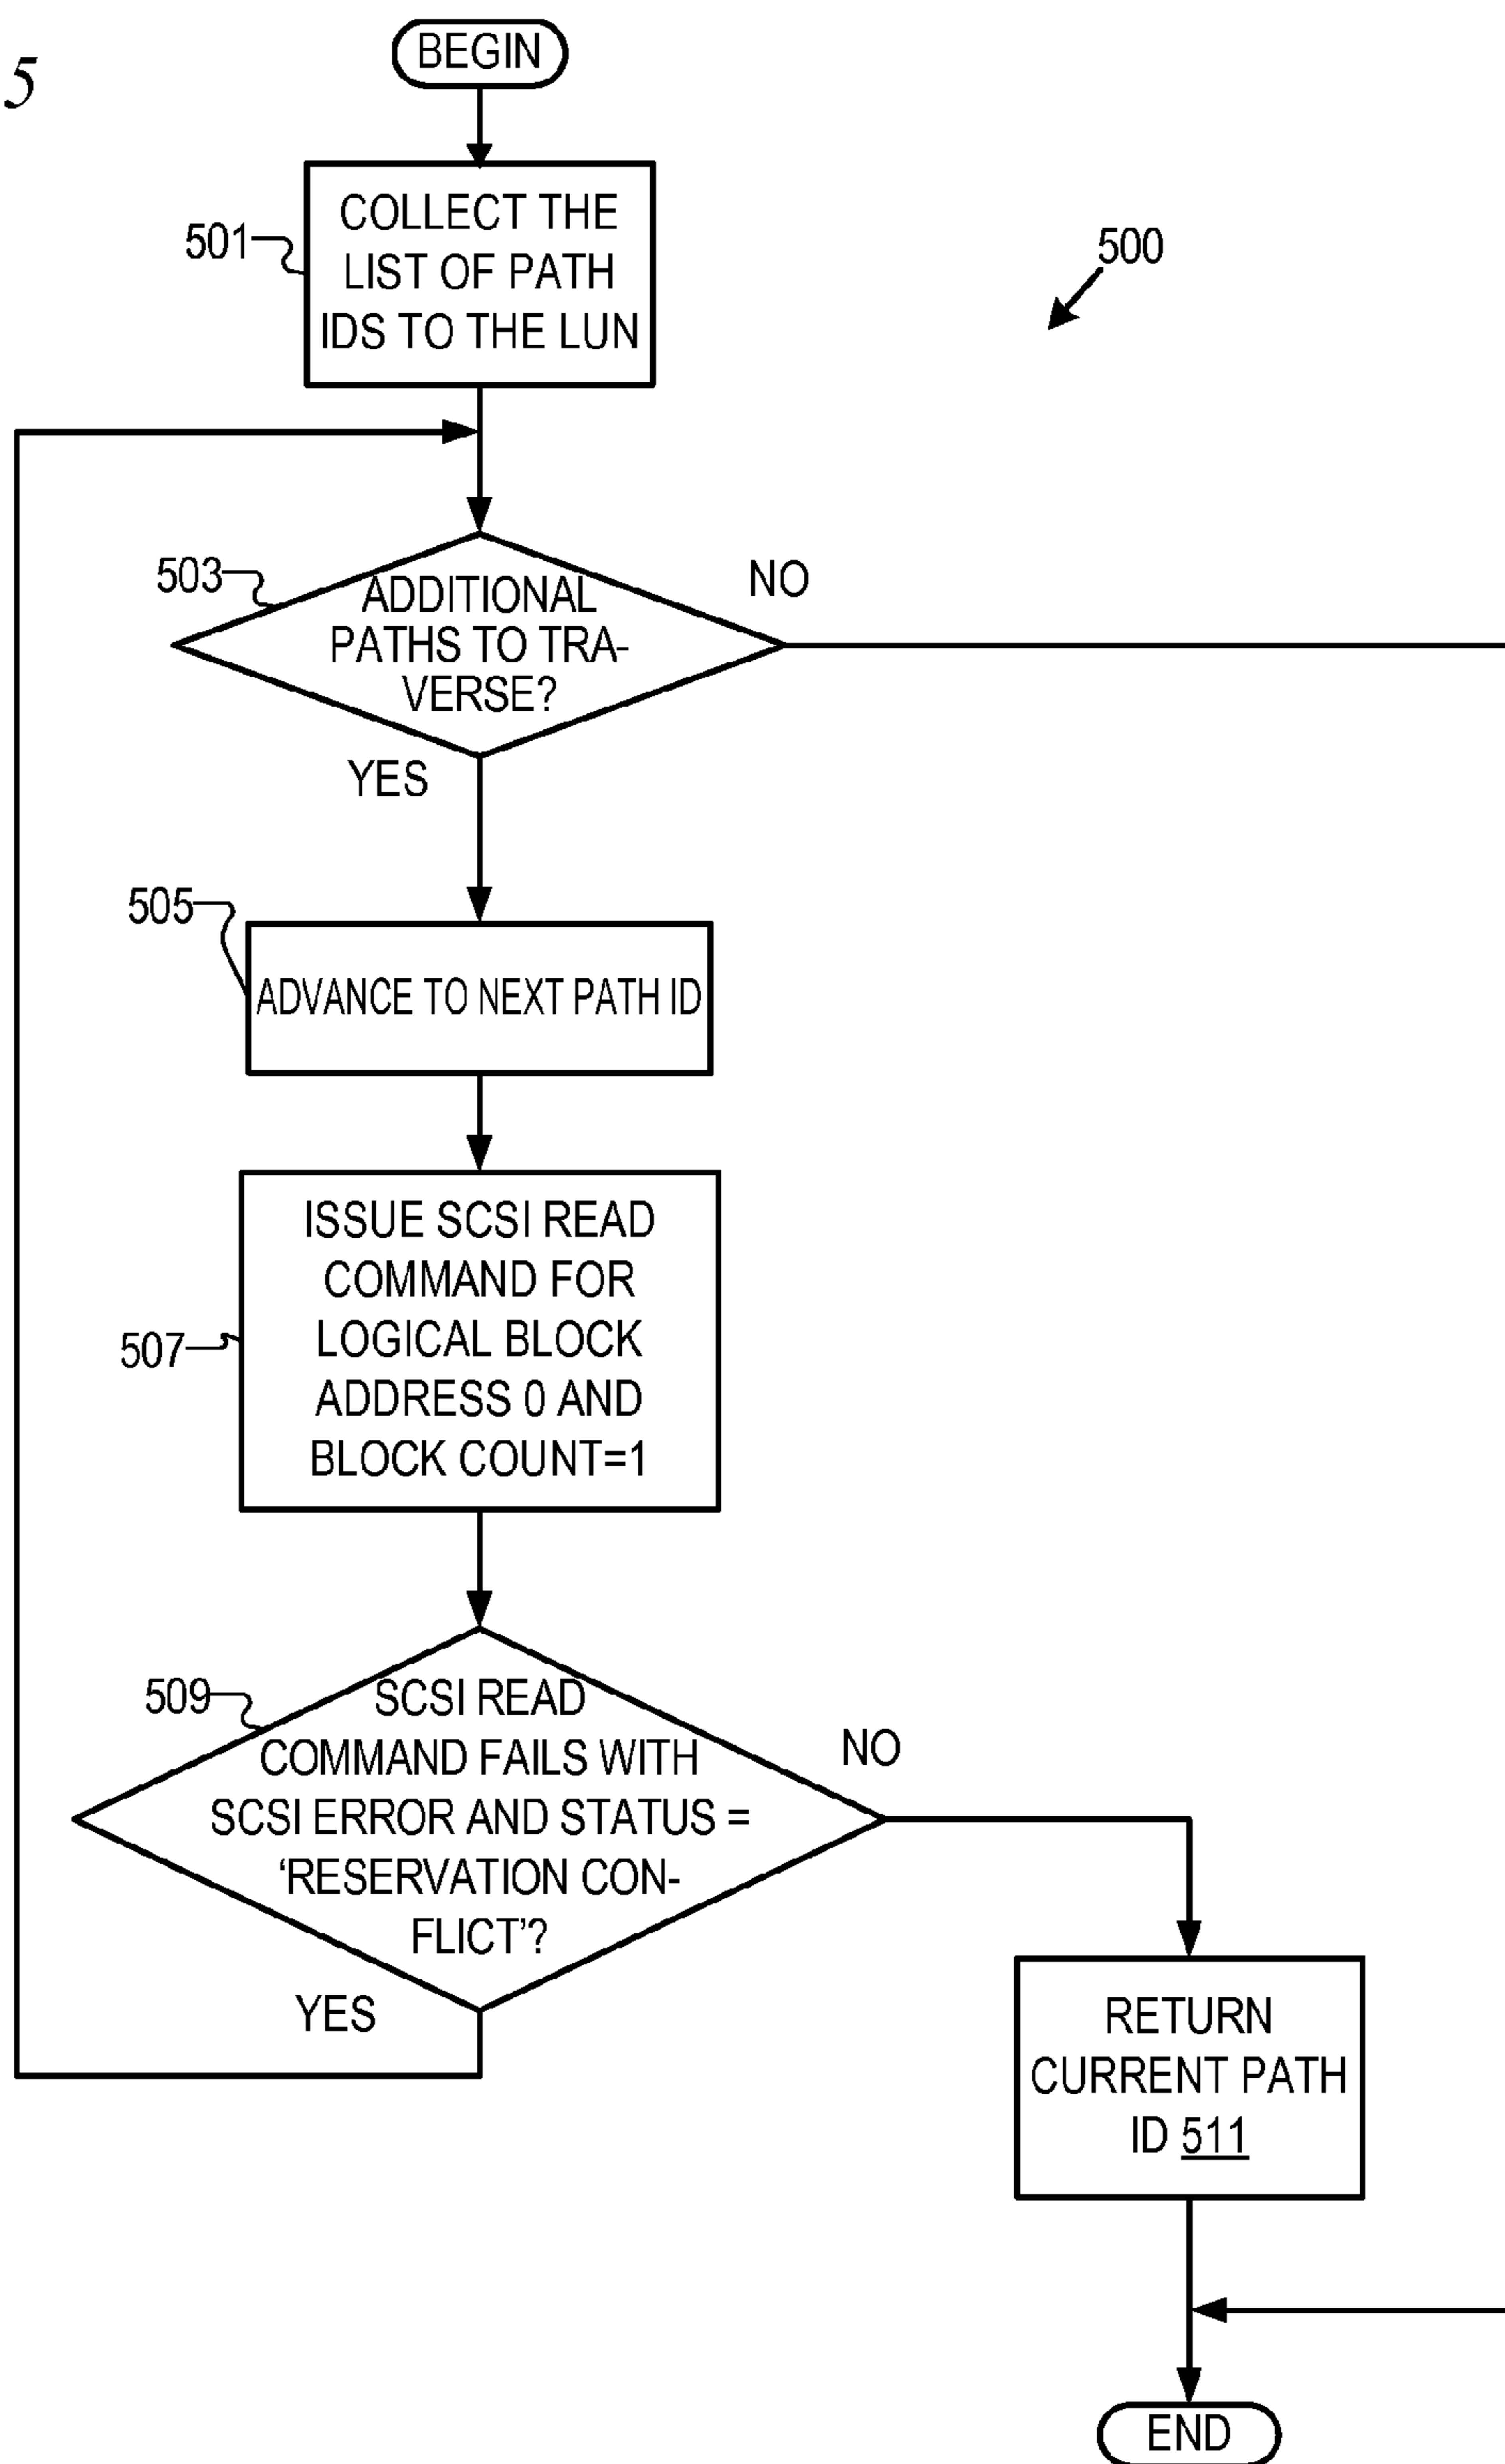 5
BEGIN
COLLECT THE
LIST OF PATH
IDS TO THE LUN
501
500
503
ADDITIONAL
PATHS TO TRA-
VERSE?
NO
YES
505
ADVANCE TO NEXT PATH ID
ISSUE SCSI READ
COMMAND FOR
LOGICAL BLOCK
ADDRESS 0 AND
BLOCK COUNT=1
507
509
SCSI READ
COMMAND FAILS WITH
SCSI ERROR AND STATUS =
‘RESERVATION CON-
FLICT’?
NO
YES
RETURN
CURRENT PATH
ID 511
END